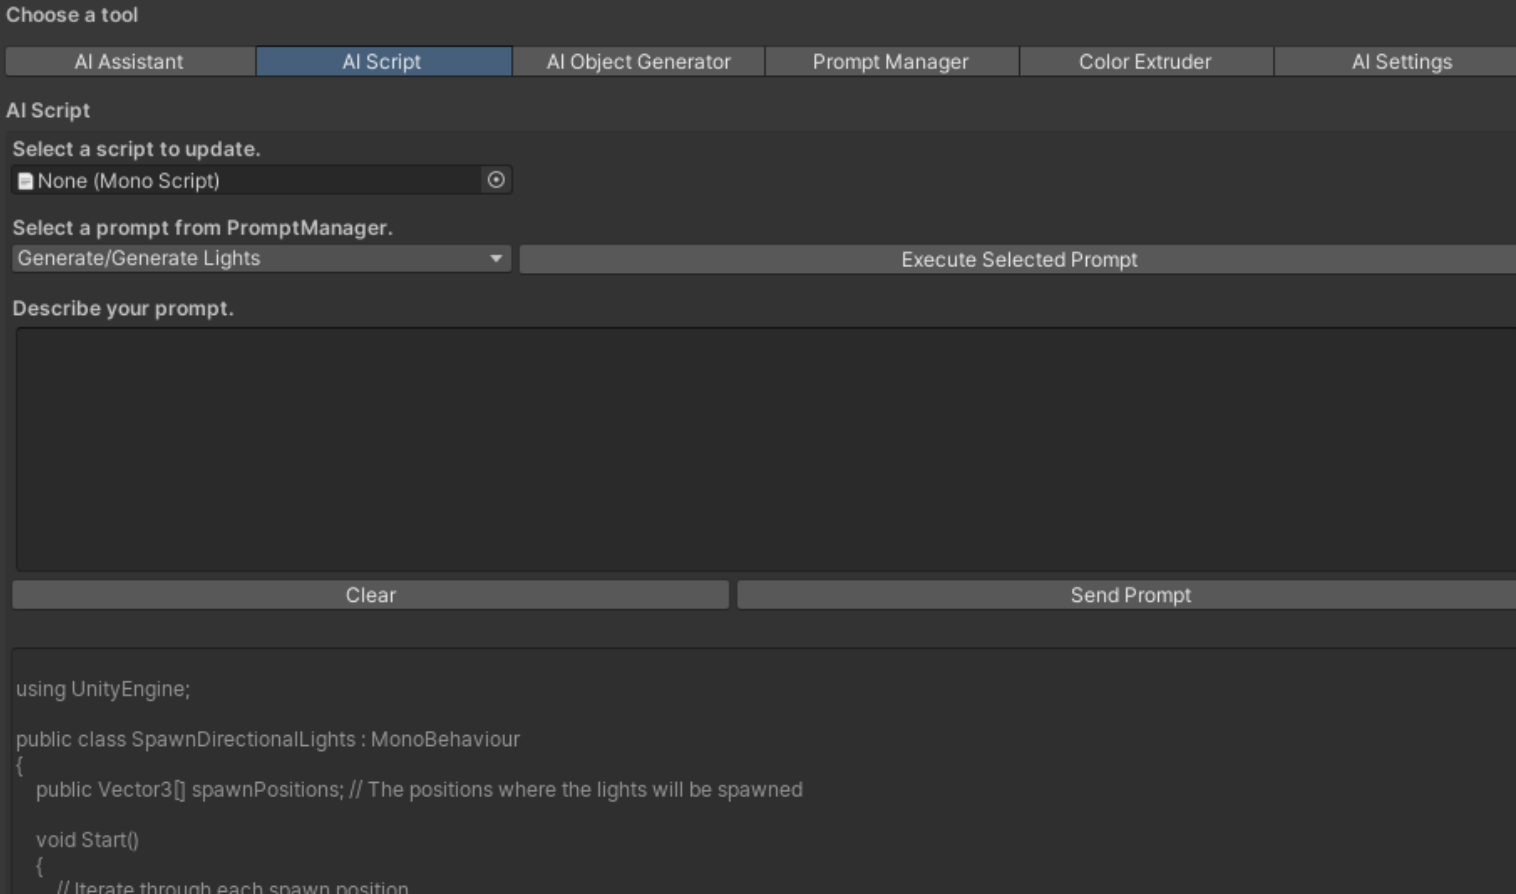 Choose a tool
AI Assistant AI Script AI Object Generator Prompt Manager Color Extruder AI Settings
AI Script
Select a script to update.
None (Mono Script)
Select a prompt from PromptManager.
Generate/Generate Lights Execute Selected Prompt
Describe your prompt.
Clear Send Prompt
using UnityEngine;
public class SpawnDirectionalLights : MonoBehaviour
{
public Vector3[] spawnPositions; // The positions where the lights will be spawned
void Start()
{
// Iterate through each spawn position